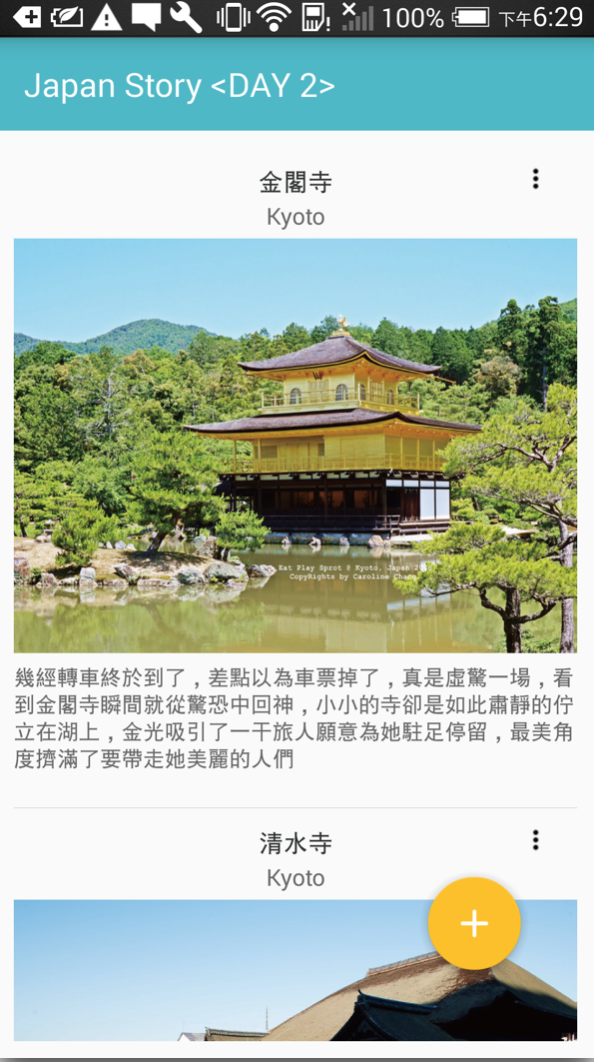 100% 下午6:29
Japan Story <DAY 2>
金閣寺
Kyoto
Eat Play Sprot @ Kyoto, Japan
CopyRights by Caroline Chang
幾經轉車終於到了，差點以為車票掉了，真是虛驚一場，看
到金閣寺瞬間就從驚恐中回神，小小的寺卻是如此肅靜的佇
立在湖上，金光吸引了一干旅人願意為她駐足停留，最美角
度擠滿了要帶走她美麗的人們
清水寺
Kyoto